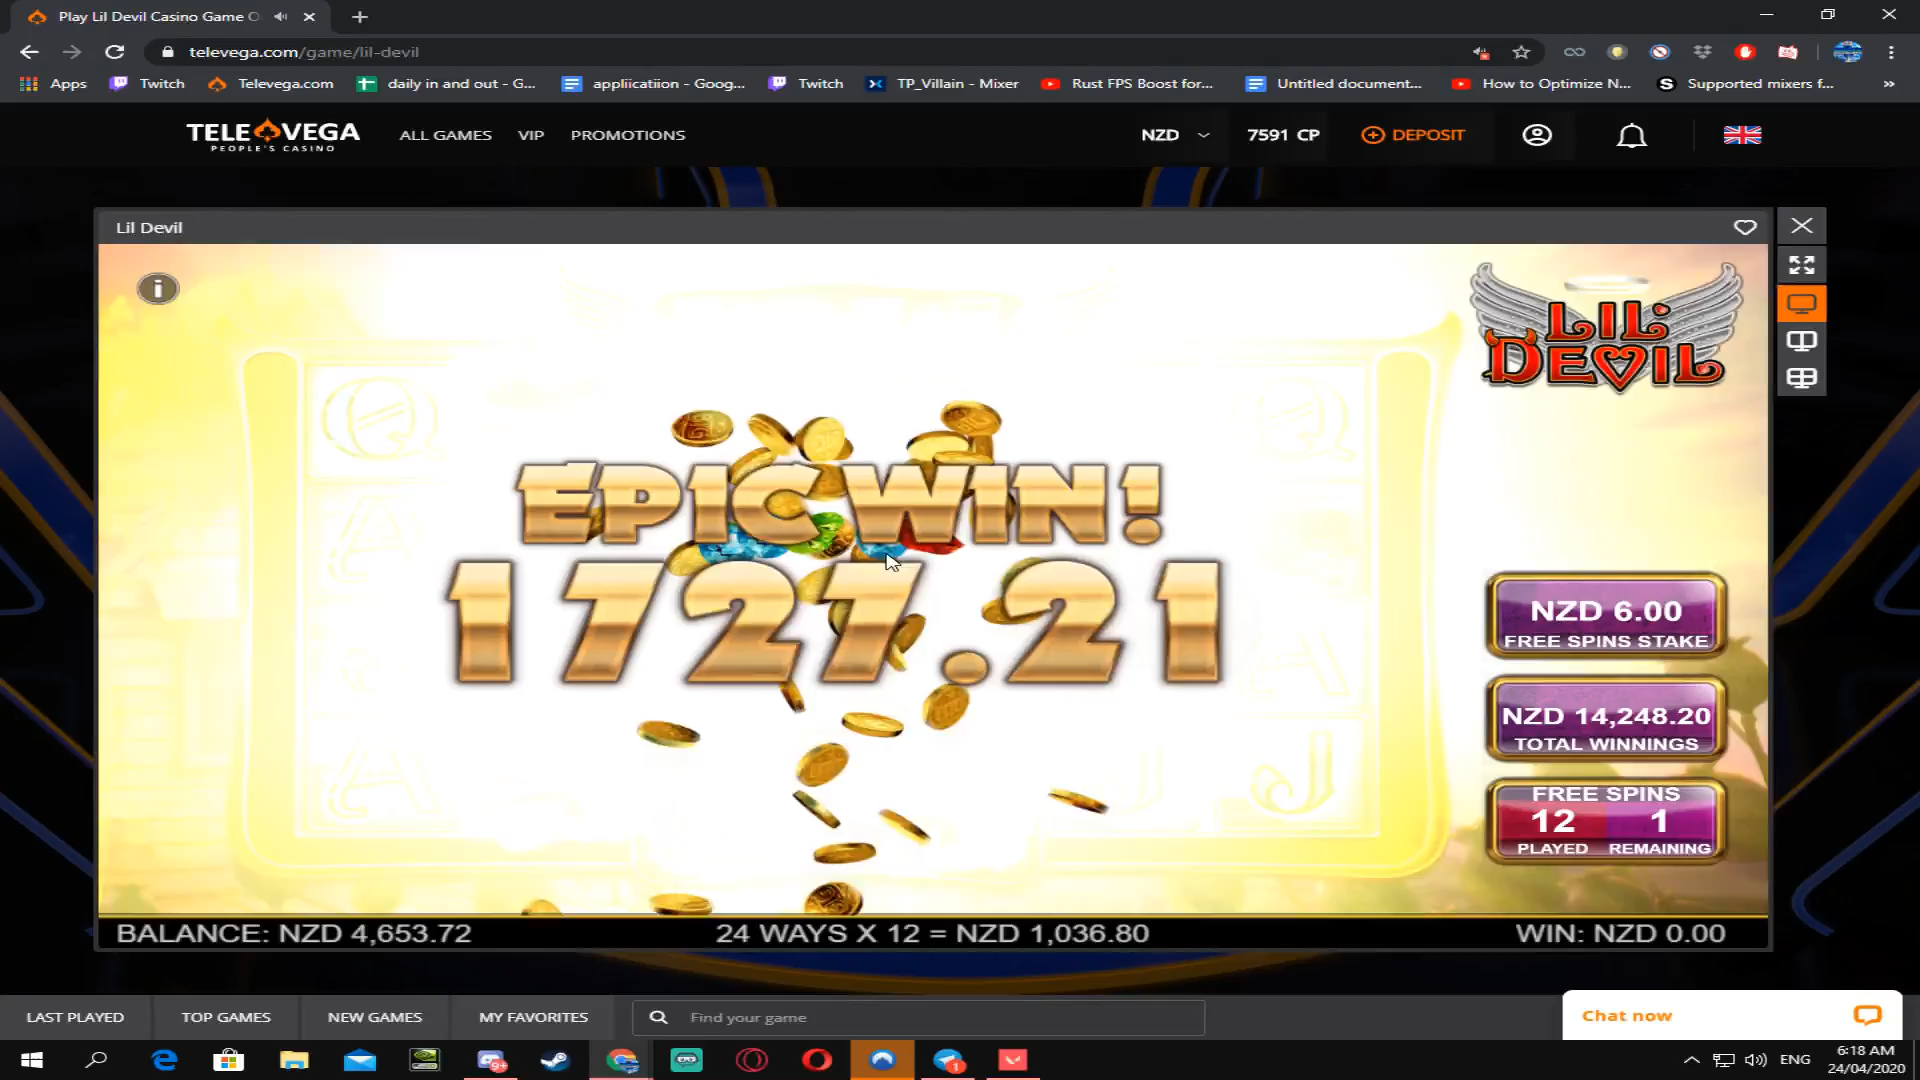 Play Lil Devil Casino Game O
televega.com/game/lil-devil
Apps
Twitch
Televega.com
daily in and out - G...
appliicatiion - Goog...
Twitch
TP_Villain - Mixer
Rust FPS Boost for...
Untitled document...
How to Optimize N...
Supported mixers f...
»
TELEVEGA
PEOPLE'S CASINO
ALL GAMES
VIP
PROMOTIONS
NZD
7591 CP
DEPOSIT
Lil Devil
i
LIL DEVIL
Q
A
A
J
EPIC WIN!
1727.21
NZD 6.00
FREE SPINS STAKE
NZD 14,248.20
TOTAL WINNINGS
FREE SPINS
12 1
PLAYED REMAINING
BALANCE: NZD 4,653.72
24 WAYS X 12 = NZD 1,036.80
WIN: NZD 0.00
LAST PLAYED
TOP GAMES
NEW GAMES
MY FAVORITES
Find your game
Chat now
9+
1
ENG
6:18 AM
24/04/2020